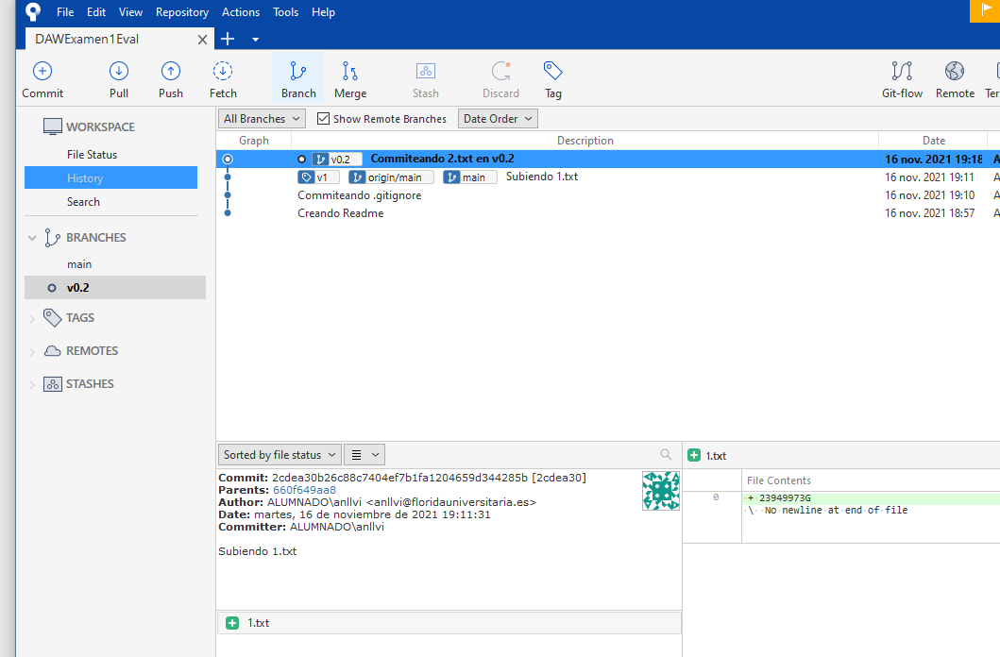 File Edit View Repository Actions Tools Help
DAWExamen1Eval
Commit Pull Push Fetch Branch Merge Stash Discard Tag Git-flow Remote Ter
All Branches Show Remote Branches Date Order
WORKSPACE
File Status
History
Search
BRANCHES
main
v0.2
TAGS
REMOTES
STASHES
Graph Description Date
v0.2 Commiteando 2.txt en v0.2 16 nov. 2021 19:18 A
v1 origin/main main Subiendo 1.txt 16 nov. 2021 19:11 A
Commiteando .gitignore 16 nov. 2021 19:10 A
Creando Readme 16 nov. 2021 18:57 A
Sorted by file status
Commit: 2cdea30b26c88c7404ef7b1fa1204659d344285b [2cdea30]
Parents: 660f649aa8
Author: ALUMNADO\anllvi <anllvi@floridauniversitaria.es>
Date: martes, 16 de noviembre de 2021 19:11:31
Committer: ALUMNADO\anllvi
Subiendo 1.txt
1.txt
1.txt
File Contents
0 + 23949973G
\ No newline at end of file